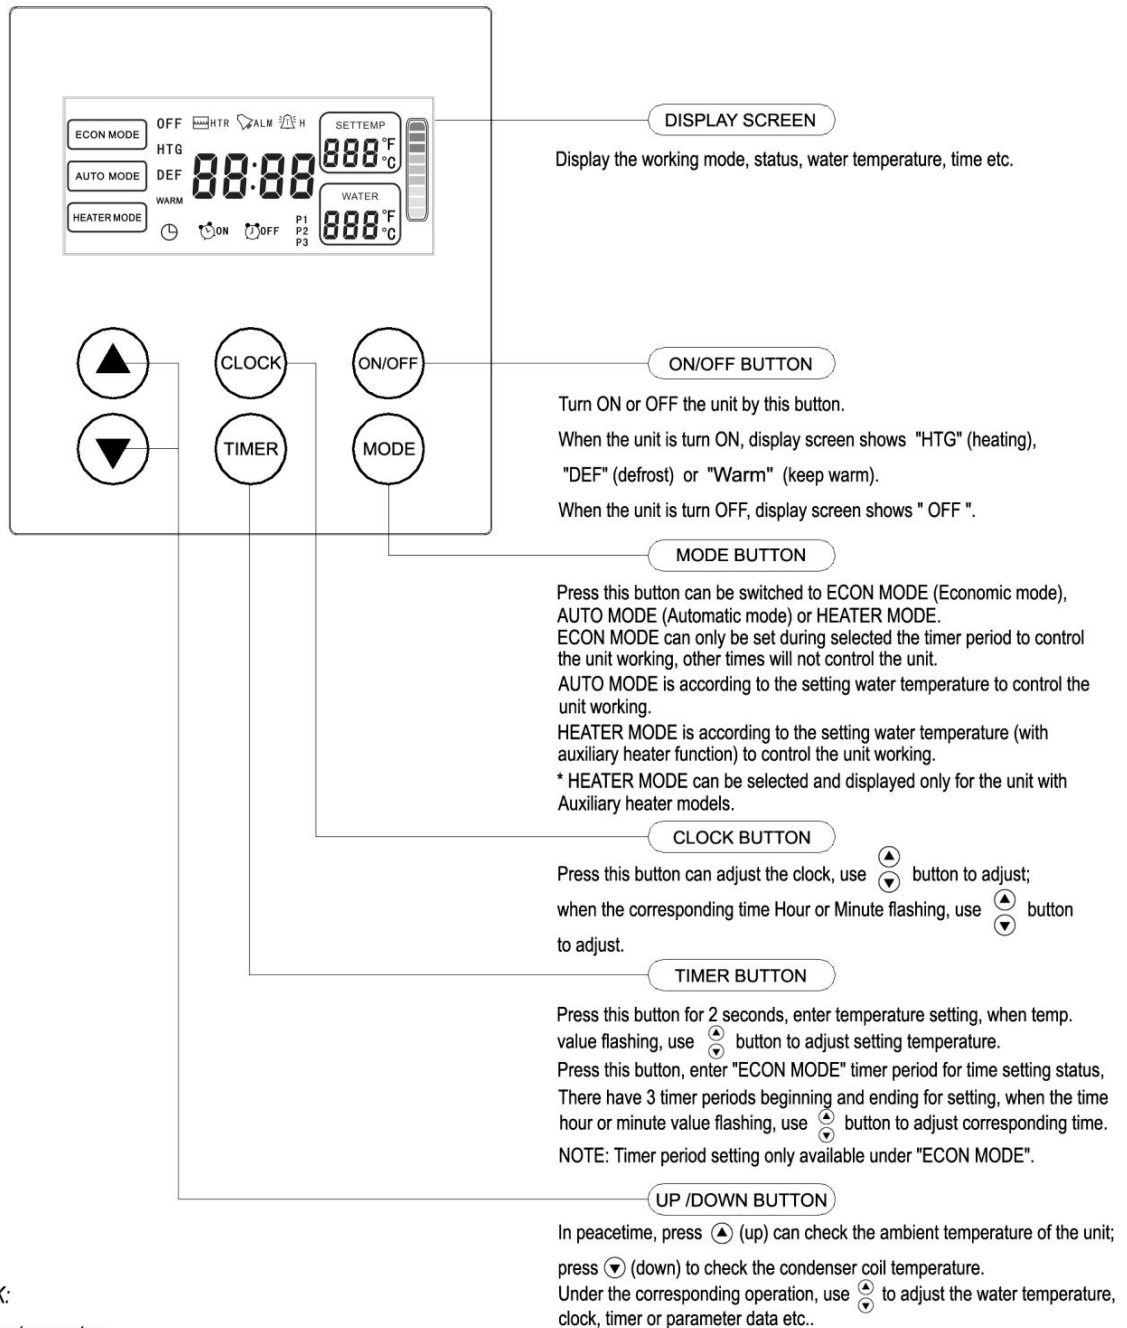 ECON MODE
AUTO MODE
HEATER MODE
OFF
HTG
DEF
WARM
HTR
ALM
H
88:88
ON
OFF
P1
P2
P3
SETTEMP
888 °F
°C
WATER
888 °F
°C
CLOCK
ON/OFF
TIMER
MODE
DISPLAY SCREEN
Display the working mode, status, water temperature, time etc.
ON/OFF BUTTON
Turn ON or OFF the unit by this button.
When the unit is turn ON, display screen shows "HTG" (heating),
"DEF" (defrost) or "Warm" (keep warm).
When the unit is turn OFF, display screen shows " OFF ".
MODE BUTTON
Press this button can be switched to ECON MODE (Economic mode),
AUTO MODE (Automatic mode) or HEATER MODE.
ECON MODE can only be set during selected the timer period to control
the unit working, other times will not control the unit.
AUTO MODE is according to the setting water temperature to control the
unit working.
HEATER MODE is according to the setting water temperature (with
auxiliary heater function) to control the unit working.
* HEATER MODE can be selected and displayed only for the unit with
Auxiliary heater models.
CLOCK BUTTON
Press this button can adjust the clock, use button to adjust;
when the corresponding time Hour or Minute flashing, use button
to adjust.
TIMER BUTTON
Press this button for 2 seconds, enter temperature setting, when temp.
value flashing, use button to adjust setting temperature.
Press this button, enter "ECON MODE" timer period for time setting status,
There have 3 timer periods beginning and ending for setting, when the time
hour or minute value flashing, use button to adjust corresponding time.
NOTE: Timer period setting only available under "ECON MODE".
UP /DOWN BUTTON
In peacetime, press (up) can check the ambient temperature of the unit;
press (down) to check the condenser coil temperature.
Under the corresponding operation, use to adjust the water temperature,
clock, timer or parameter data etc..